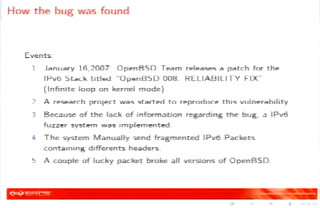 How the bug was found
Events:
1 January 16,2007: OpenBSD Team releases a patch for the
IPv6 Stack titled "OpenBSD 008: RELIABILITY FIX"
(Infinite loop on kernel mode)
2 A research project was started to reproduce this vulnerability
3 Because of the lack of information regarding the bug, a IPv6
fuzzer system was implemented.
4 The system Manually send fragmented IPv6 Packets
containing differents headers.
5 A couple of lucky packet broke all versions of OpenBSD.